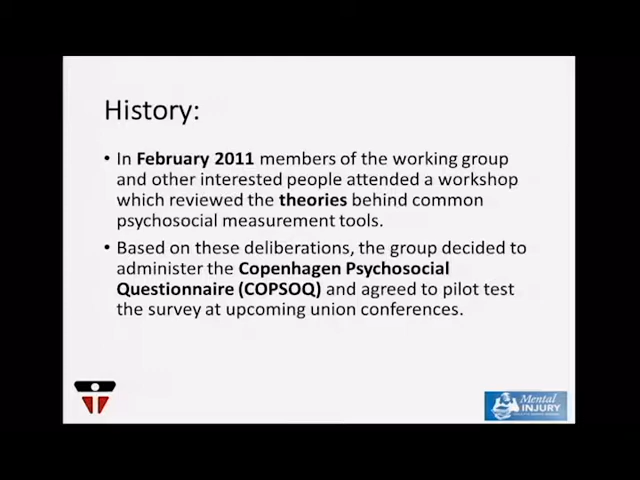 History:
• In February 2011 members of the working group
and other interested people attended a workshop
which reviewed the theories behind common
psychosocial measurement tools.
• Based on these deliberations, the group decided to
administer the Copenhagen Psychosocial
Questionnaire (COPSOQ) and agreed to pilot test
the survey at upcoming union conferences.
Mental
INJURY